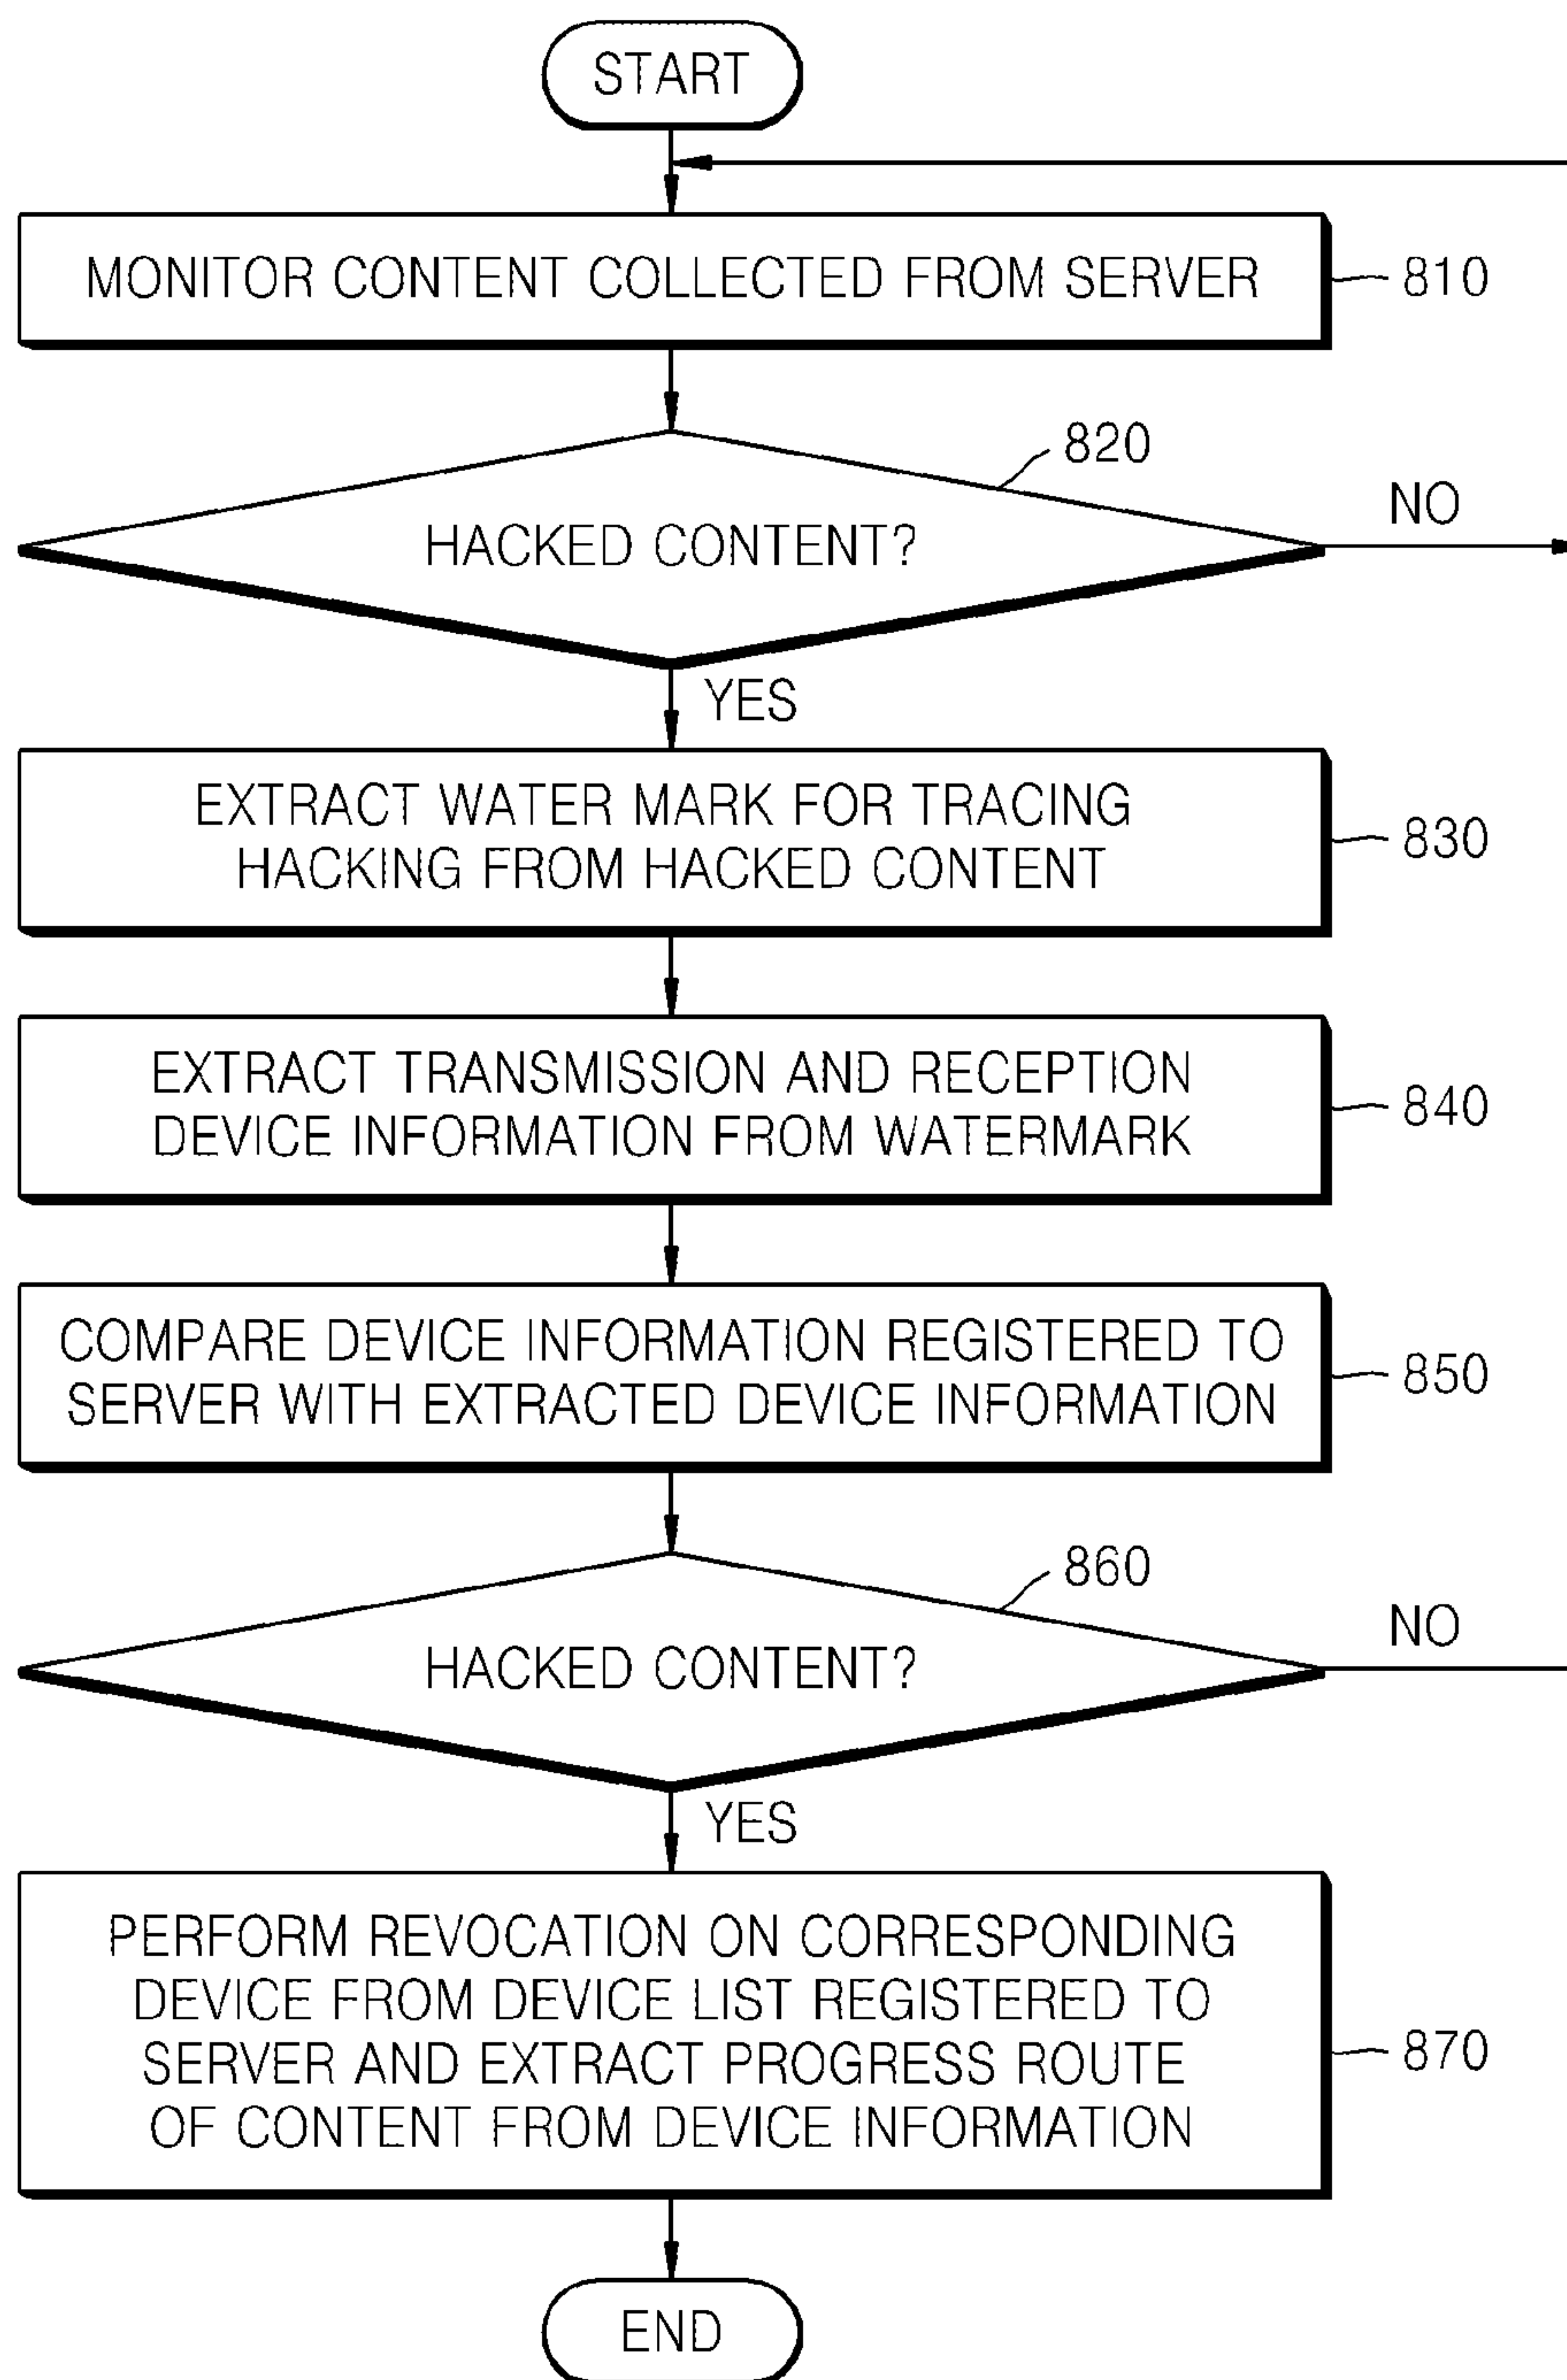 START
MONITOR CONTENT COLLECTED FROM SERVER
810
820
HACKED CONTENT?
NO
YES
EXTRACT WATER MARK FOR TRACING
HACKING FROM HACKED CONTENT
830
EXTRACT TRANSMISSION AND RECEPTION
DEVICE INFORMATION FROM WATERMARK
840
COMPARE DEVICE INFORMATION REGISTERED TO
SERVER WITH EXTRACTED DEVICE INFORMATION
850
860
HACKED CONTENT?
NO
YES
PERFORM REVOCATION ON CORRESPONDING
DEVICE FROM DEVICE LIST REGISTERED TO
SERVER AND EXTRACT PROGRESS ROUTE
OF CONTENT FROM DEVICE INFORMATION
870
END